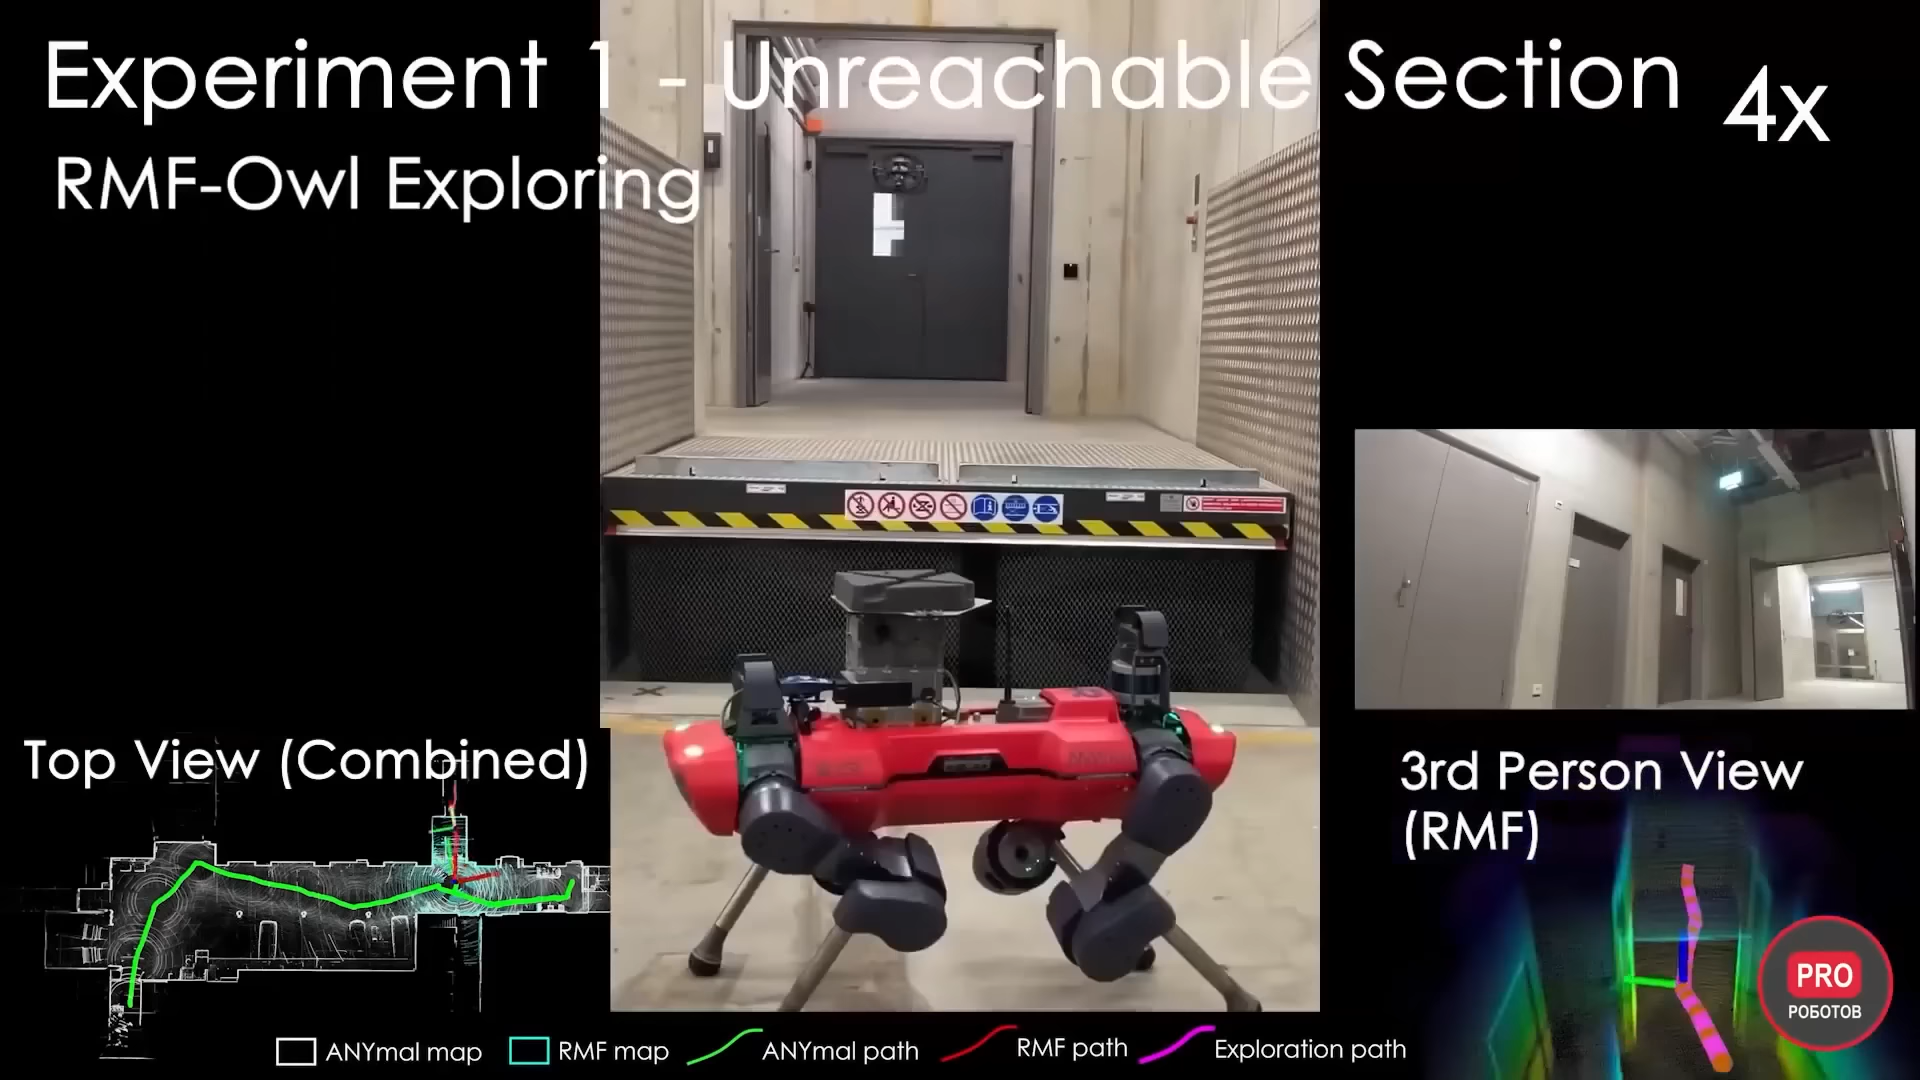 Experiment 1 - Unreachable Section
4x
RMF-Owl Exploring
Top View (Combined)
3rd Person View
(RMF)
PRO
РОБОТОВ
ANYmal map
RMF map
ANYmal path
RMF path
Exploration path